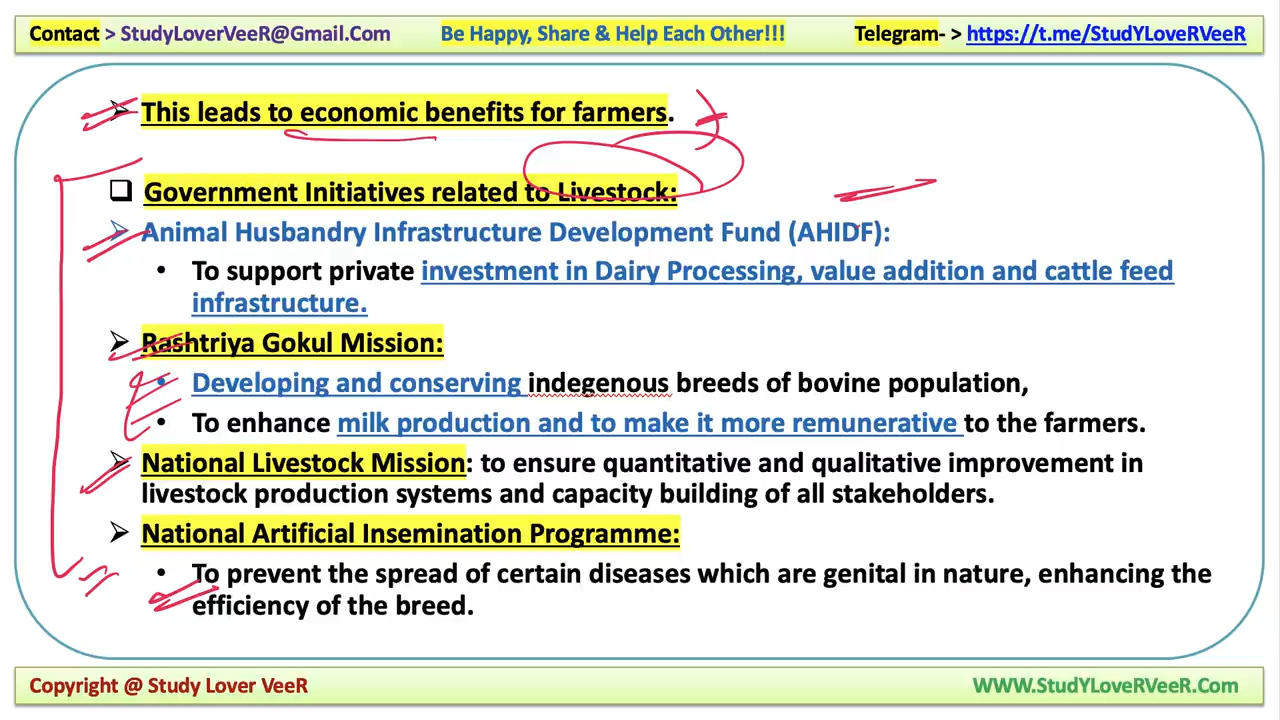 Contact > StudyLoverVeeR@Gmail.Com Be Happy, Share & Help Each Other!!! Telegram- > https://t.me/StudYLoveRVeeR
➢ This leads to economic benefits for farmers.
❑ Government Initiatives related to Livestock:
➢ Animal Husbandry Infrastructure Development Fund (AHIDF):
• To support private investment in Dairy Processing, value addition and cattle feed
infrastructure.
➢ Rashtriya Gokul Mission:
• Developing and conserving indegenous breeds of bovine population,
• To enhance milk production and to make it more remunerative to the farmers.
➢ National Livestock Mission: to ensure quantitative and qualitative improvement in
livestock production systems and capacity building of all stakeholders.
➢ National Artificial Insemination Programme:
• To prevent the spread of certain diseases which are genital in nature, enhancing the
efficiency of the breed.
Copyright @ Study Lover VeeR WWW.StudYLoveRVeeR.Com